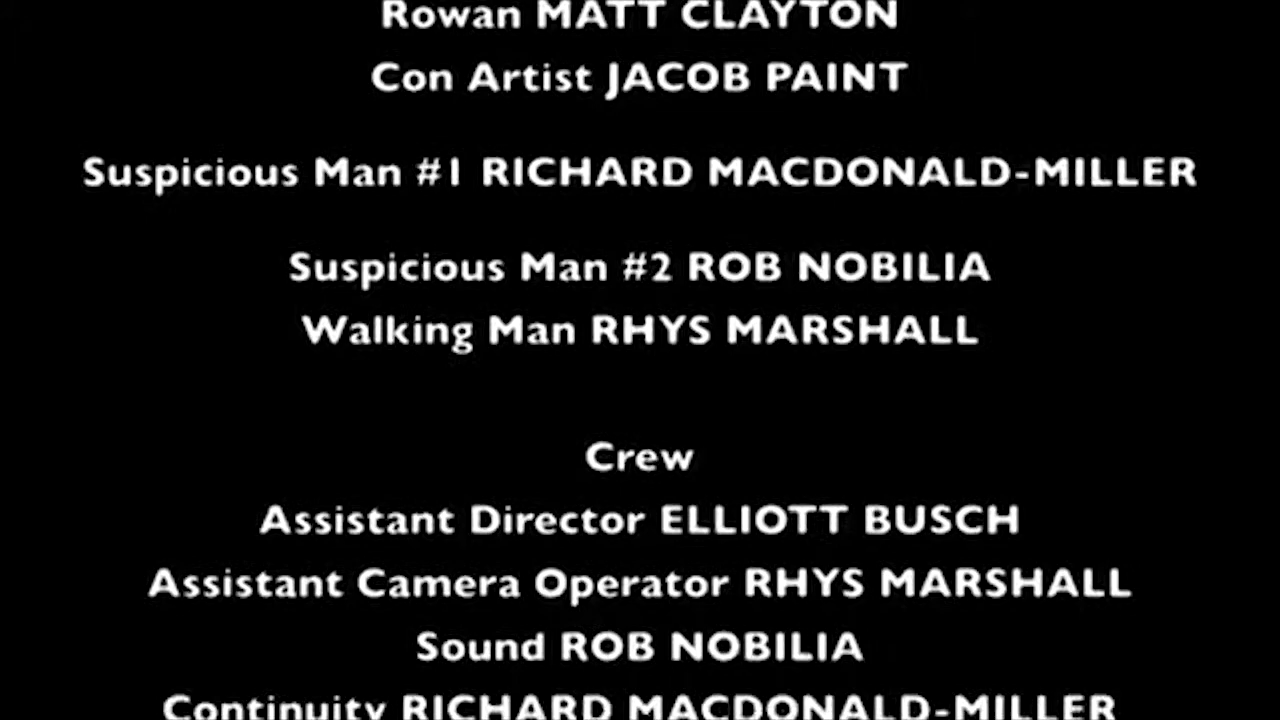 Rowan MATT CLAYTON
Con Artist JACOB PAINT
Suspicious Man #1 RICHARD MACDONALD-MILLER
Suspicious Man #2 ROB NOBILIA
Walking Man RHYS MARSHALL
Crew
Assistant Director ELLIOTT BUSCH
Assistant Camera Operator RHYS MARSHALL
Sound ROB NOBILIA
Continuity RICHARD MACDONALD-MILLER